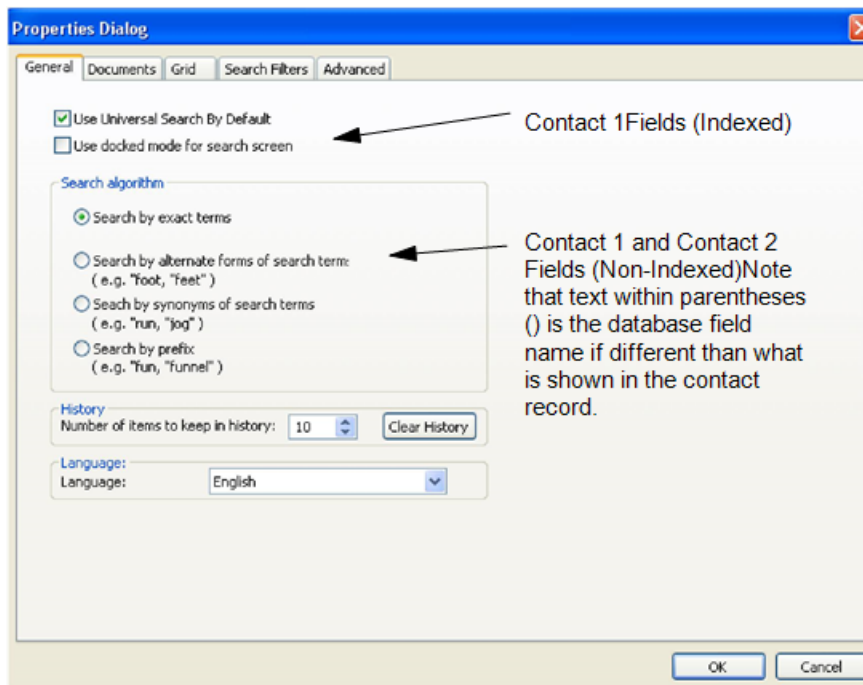 Properties Dialog
General Documents Grid Search Filters Advanced
Use Universal Search By Default
Use docked mode for search screen
Search algorithm
Search by exact terms
Search by alternate forms of search term:
( e.g. "foot, "feet" )
Seach by synonyms of search terms
( e.g. "run, "jog" )
Search by prefix
( e.g. "fun, "funnel" )
History
Number of items to keep in history: 10 Clear History
Language:
Language: English
OK Cancel
Contact 1Fields (Indexed)
Contact 1 and Contact 2
Fields (Non-Indexed)Note
that text within parentheses
() is the database field
name if different than what
is shown in the contact
record.